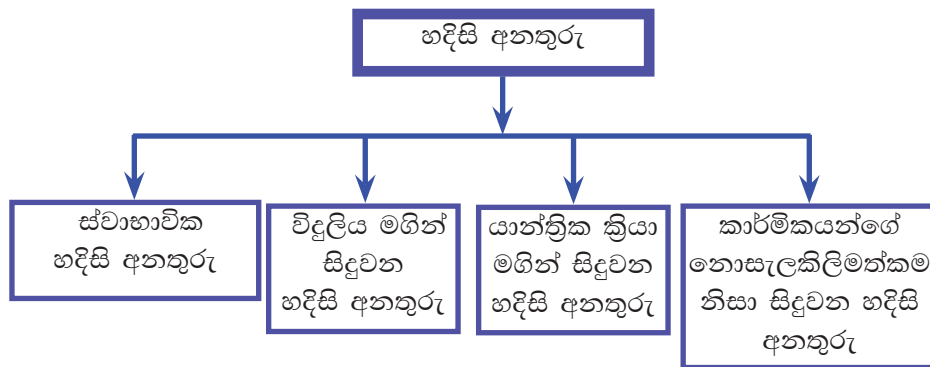 හදිසි අනතුරු
ස්වාභාවික
හදිසි අනතුරු
විදුලිය මගින්
සිදුවන
හදිසි අනතුරු
යාන්ත්‍රික ක්‍රියා
මගින් සිදුවන
හදිසි අනතුරු
කාර්මිකයන්ගේ
නොසැලකිලිමත්කම
නිසා සිදුවන හදිසි
අනතුරු